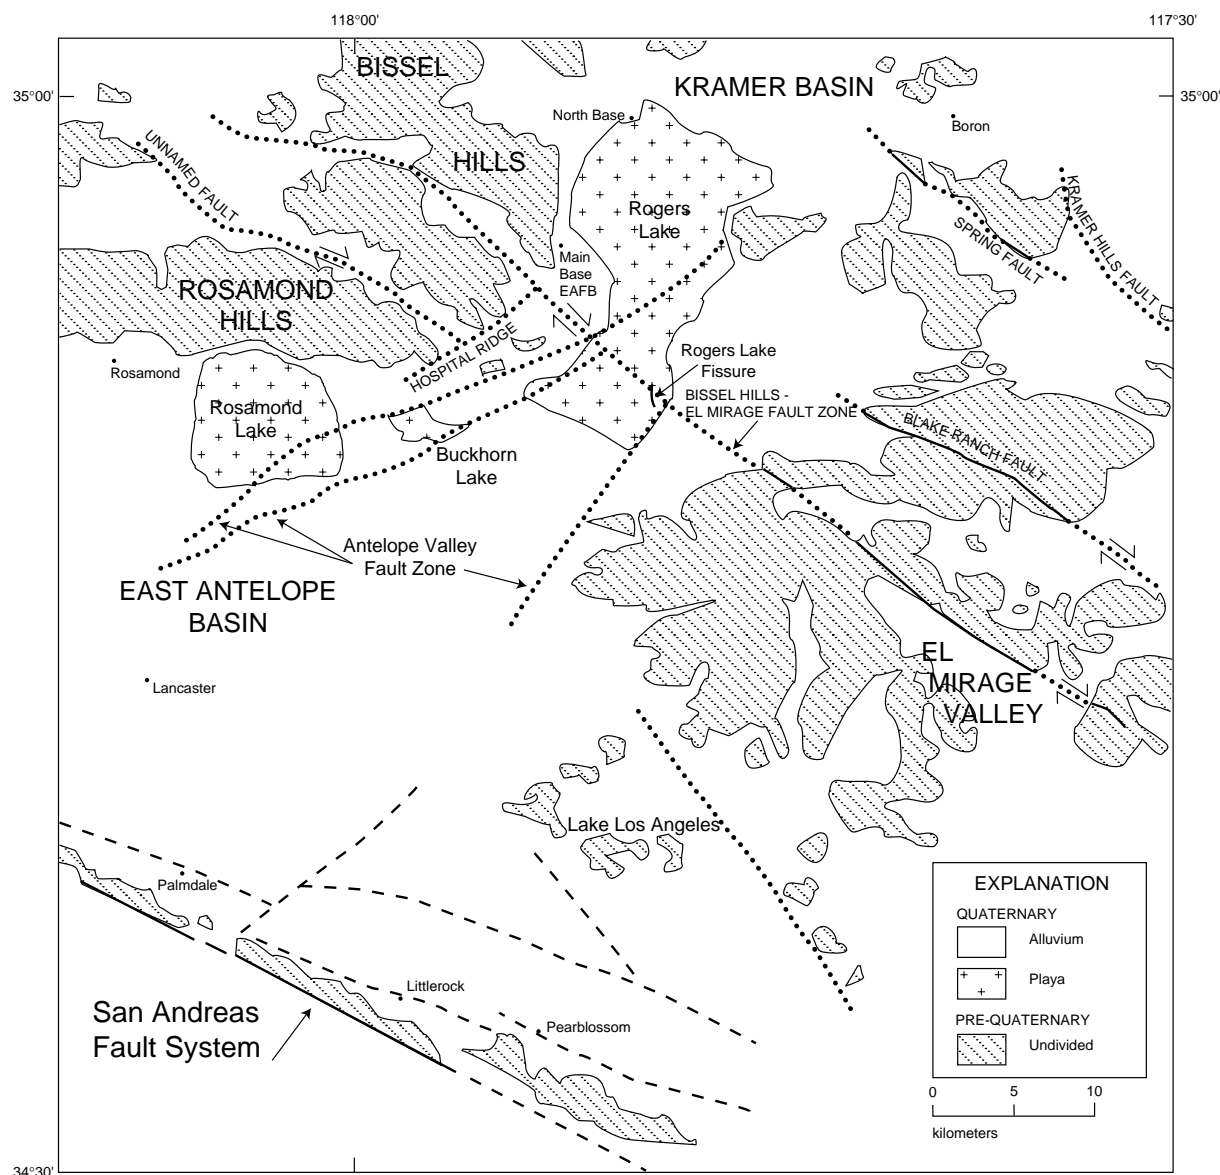 118°00'
117°30'
BISSEL
KRAMER BASIN
35°00'
35°00'
North Base
Boron
UNNAMED FAULT
HILLS
KRAMER HILLS FAULT
Rogers
Lake
SPRING FAULT
Main
Base
EAFB
ROSAMOND
HILLS
HOSPITAL RIDGE
Rosamond
Rogers Lake
Fissure
BISSEL HILLS -
EL MIRAGE FAULT ZONE
Rosamond
Lake
BLAKE RANCH FAULT
Buckhorn
Lake
Antelope Valley
Fault Zone
EAST ANTELOPE
BASIN
EL
MIRAGE
VALLEY
Lancaster
Lake Los Angeles
Palmdale
EXPLANATION
QUATERNARY
Alluvium
Playa
PRE-QUATERNARY
Undivided
Littlerock
San Andreas
Fault System
Pearblossom
0
5
10
kilometers
34°30'